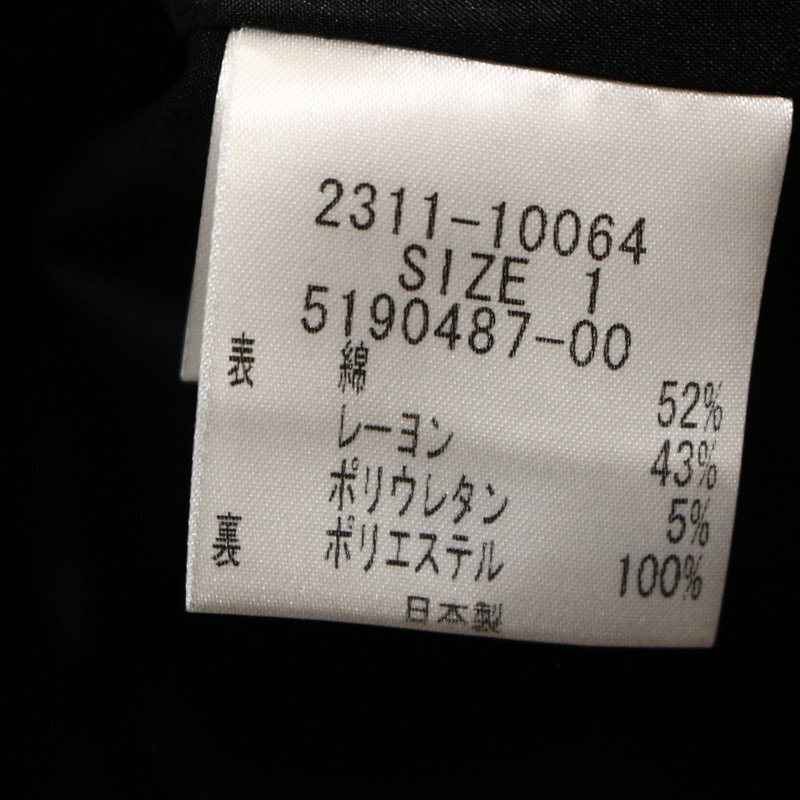 2311-10064
SIZE 1
5190487-00
表 綿 52%
レーヨン 43%
ポリウレタン 5%
裏 ポリエステル 100%
日本製